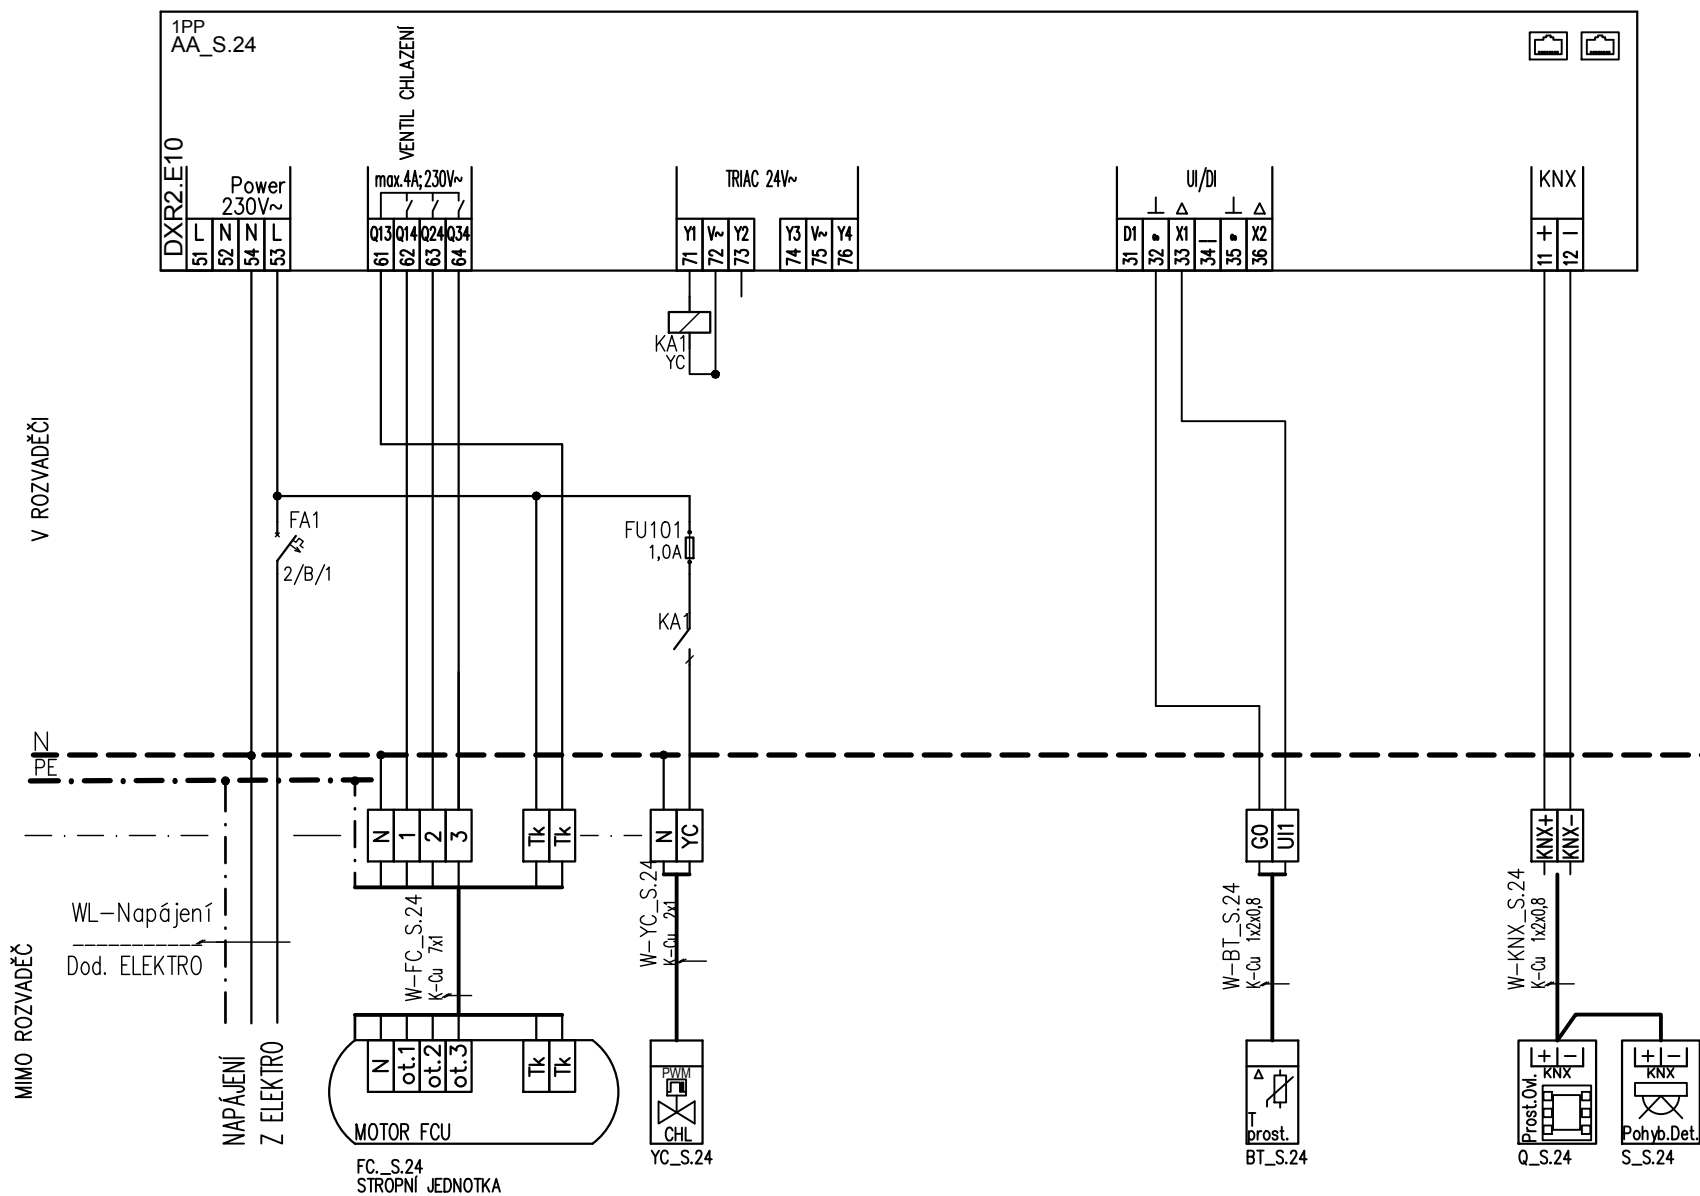 1PP
AA_S.24
DXR2.E10
VENTIL CHLAZENÍ
Power
230V~
max.4A;230V~
TRIAC 24V~
UI/DI
KNX
L N N L
51 52 54 53
Q13 Q14 Q24 Q34
61 62 63 64
Y1 V~ Y2
71 72 73
Y3 V~ Y4
74 75 76
D1 X1 X2
31 32 33 34 35 36
+ -
11 12
KA1
YC
V ROZVADĚČI
FA1
2/B/1
FU101
1,0A
KA1
N
PE
N 1 2 3
Tk Tk
N YC
G0 UI1
KNX+ KNX-
WL-Napájení
Dod. ELEKTRO
MIMO ROZVADĚČ
NAPÁJENÍ
Z ELEKTRO
W-FC_S.24
K-Cu 7x1
W-YC_S.24
K-Cu 2x1
W-BT_S.24
K-Cu 1x2x0,8
W-KNX_S.24
K-Cu 1x2x0,8
N ot.1 ot.2 ot.3
Tk Tk
MOTOR FCU
FC._S.24
STROPNÍ JEDNOTKA
PWM
CHL
YC_S.24
T
prost.
BT_S.24
+ -
KNX
Prost.Ovl.
Q_S.24
+ -
KNX
Pohyb.Det.
S_S.24